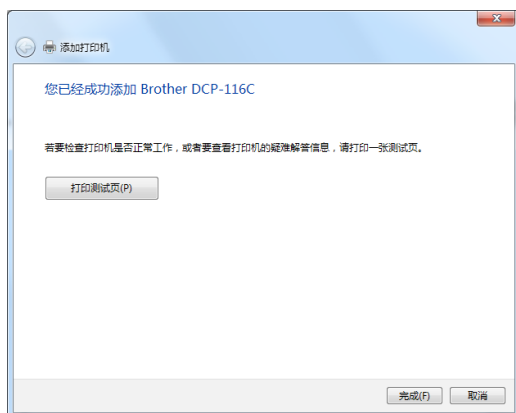 添加打印机
您已经成功添加 Brother DCP-116C
若要检查打印机是否正常工作，或者要查看打印机的疑难解答信息，请打印一张测试页。
打印测试页(P)
完成(F) 取消